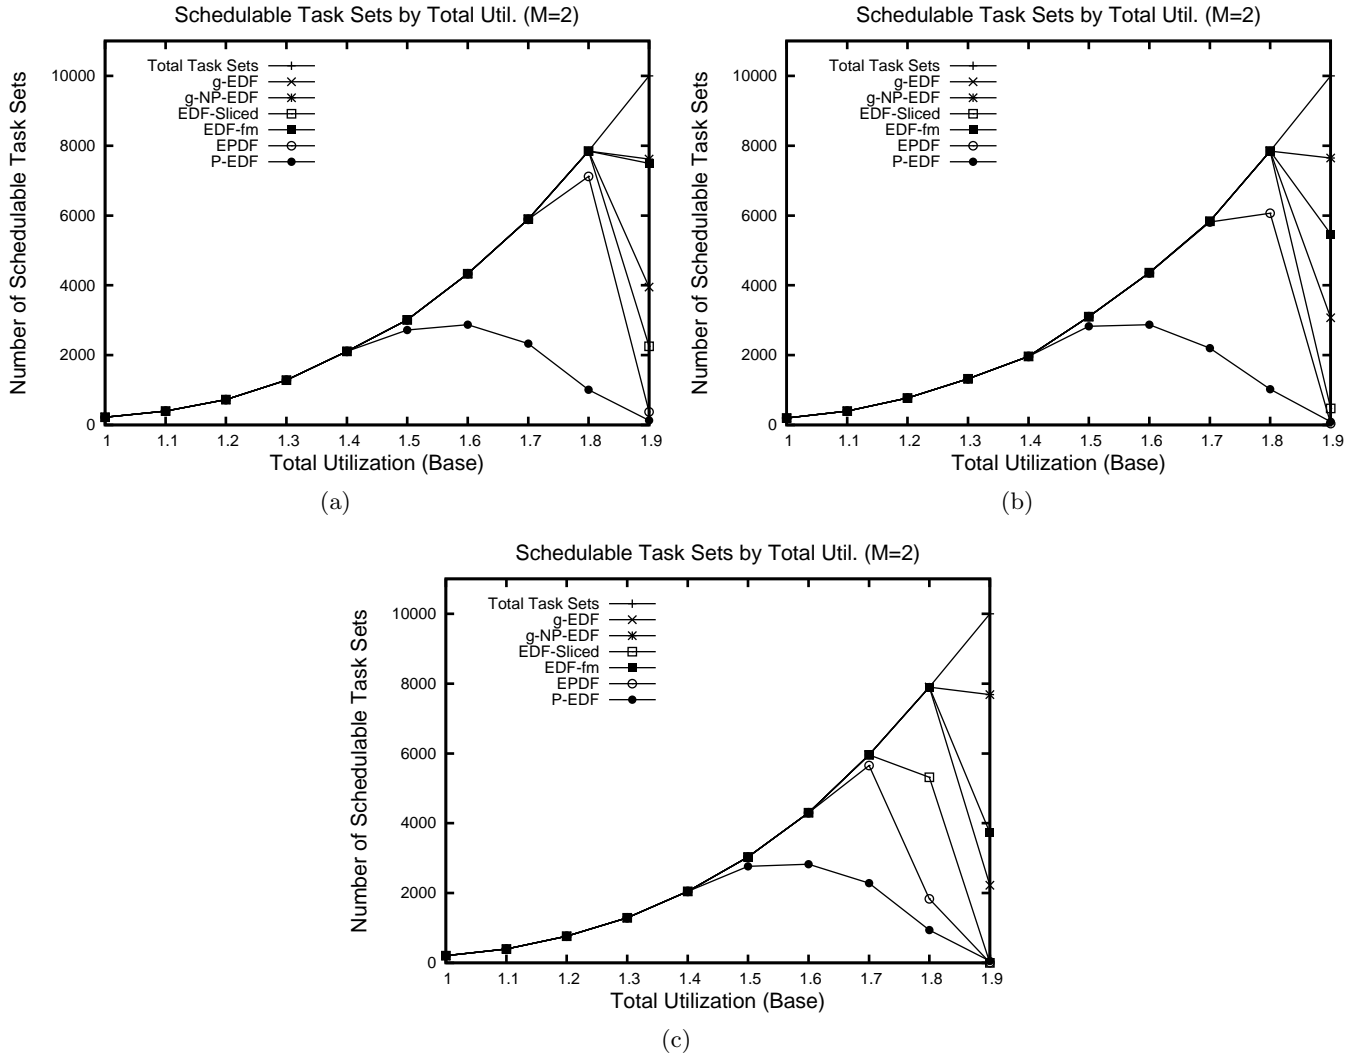 Schedulable Task Sets by Total Util. (M=2)
Number of Schedulable Task Sets
10000
8000
6000
4000
2000
0
Total Task Sets
g-EDF
g-NP-EDF
EDF-Sliced
EDF-fm
EPDF
P-EDF
1 1.1 1.2 1.3 1.4 1.5 1.6 1.7 1.8 1.9
Total Utilization (Base)
(a)
Schedulable Task Sets by Total Util. (M=2)
Number of Schedulable Task Sets
10000
8000
6000
4000
2000
0
Total Task Sets
g-EDF
g-NP-EDF
EDF-Sliced
EDF-fm
EPDF
P-EDF
1 1.1 1.2 1.3 1.4 1.5 1.6 1.7 1.8 1.9
Total Utilization (Base)
(b)
Schedulable Task Sets by Total Util. (M=2)
Number of Schedulable Task Sets
10000
8000
6000
4000
2000
0
Total Task Sets
g-EDF
g-NP-EDF
EDF-Sliced
EDF-fm
EPDF
P-EDF
1 1.1 1.2 1.3 1.4 1.5 1.6 1.7 1.8 1.9
Total Utilization (Base)
(c)